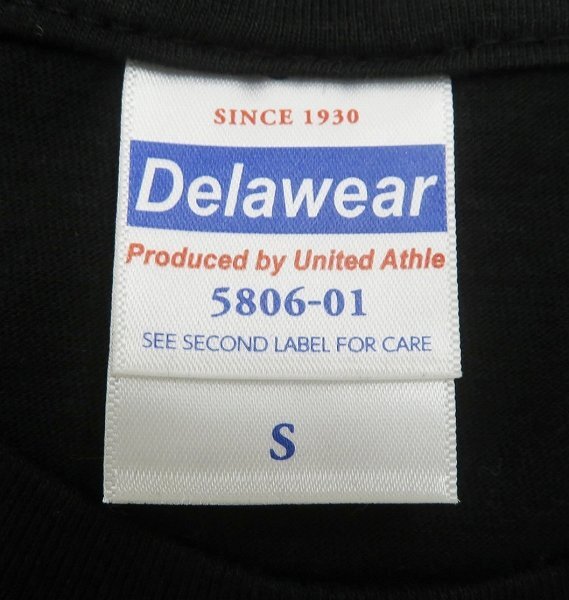 SINCE 1930
Delawear
Produced by United Athle
5806-01
SEE SECOND LABEL FOR CARE
S